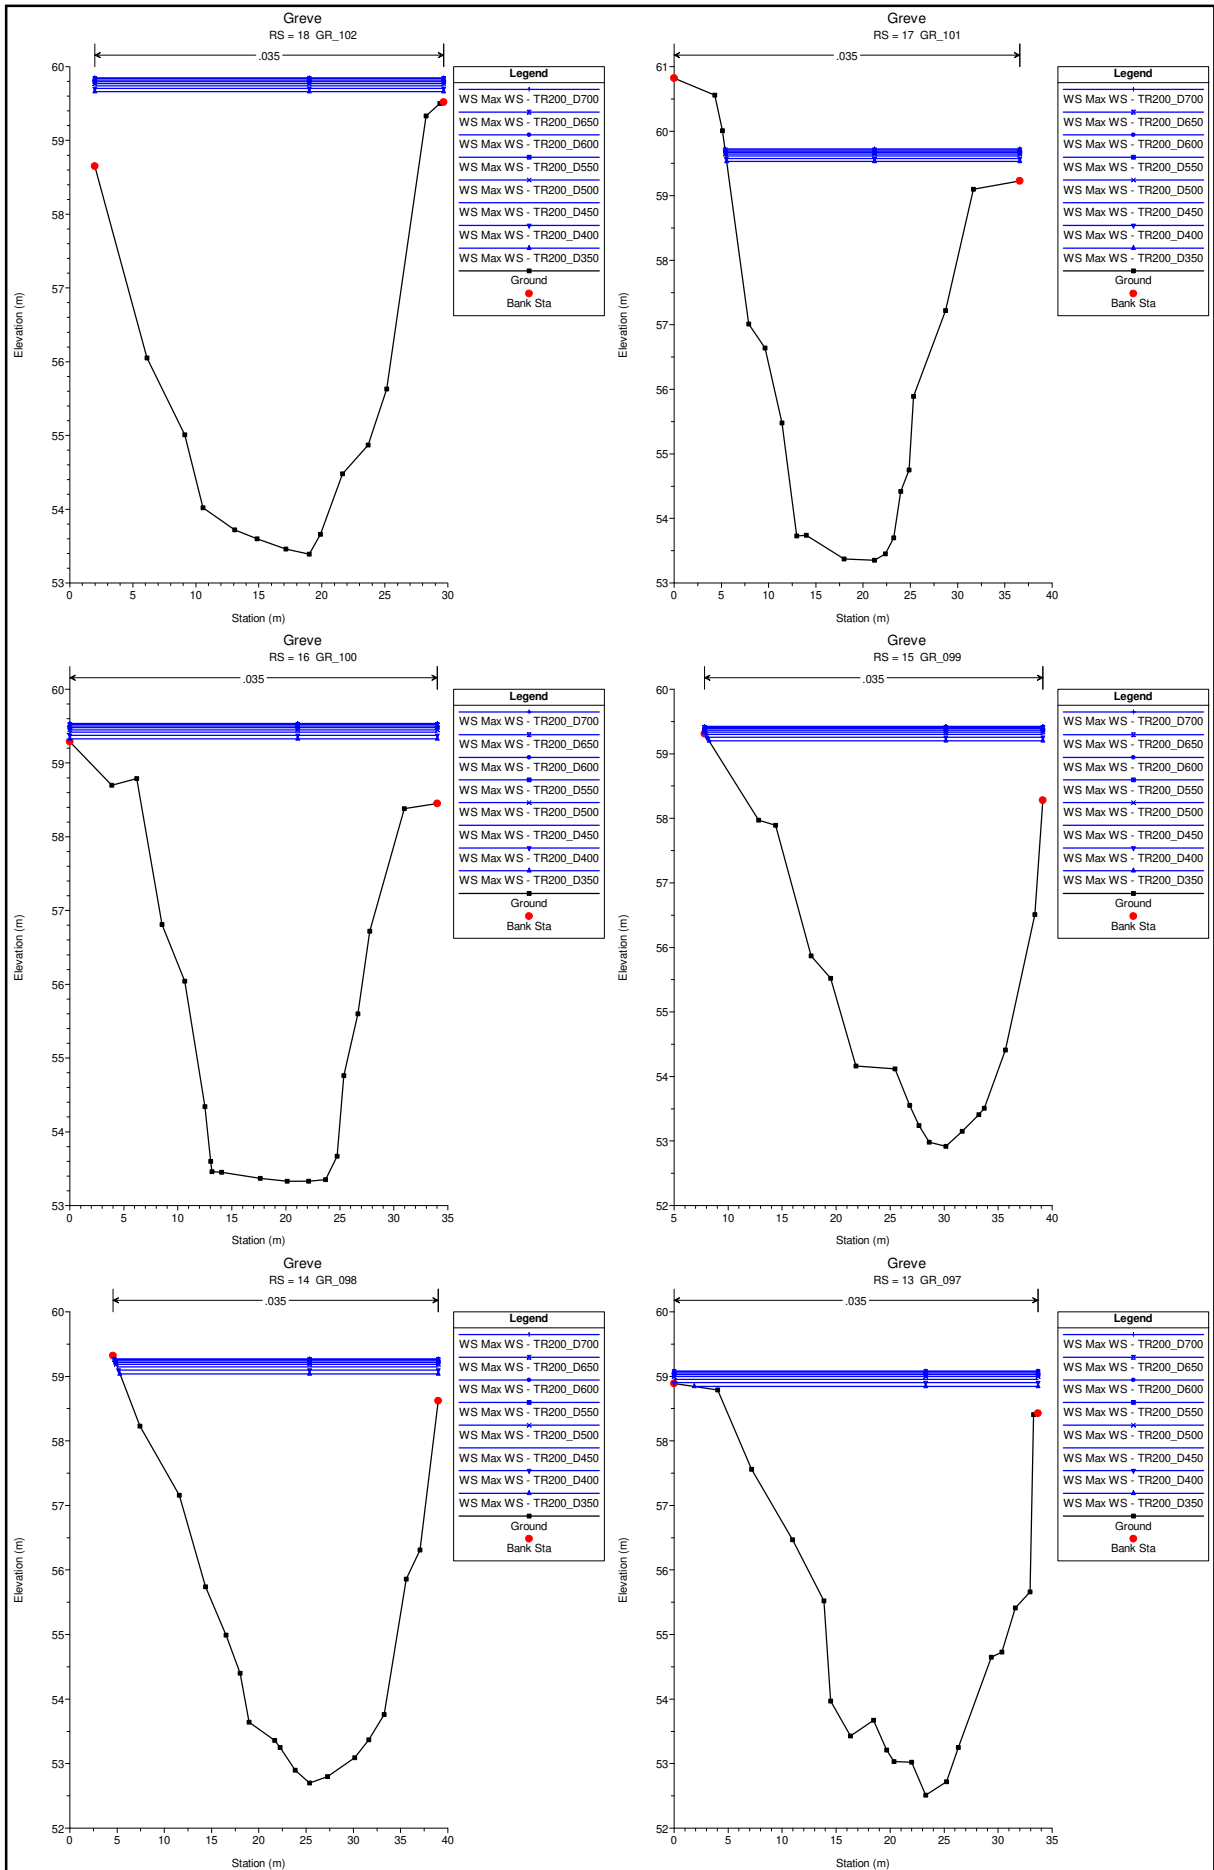 Greve
RS = 18 GR_102
.035
Elevation (m)
60
59
58
57
56
55
54
53
0 5 10 15 20 25 30
Station (m)
Legend
WS Max WS - TR200_D700
WS Max WS - TR200_D650
WS Max WS - TR200_D600
WS Max WS - TR200_D550
WS Max WS - TR200_D500
WS Max WS - TR200_D450
WS Max WS - TR200_D400
WS Max WS - TR200_D350
Ground
Bank Sta
Greve
RS = 17 GR_101
.035
Elevation (m)
61
60
59
58
57
56
55
54
53
0 5 10 15 20 25 30 35 40
Station (m)
Legend
WS Max WS - TR200_D700
WS Max WS - TR200_D650
WS Max WS - TR200_D600
WS Max WS - TR200_D550
WS Max WS - TR200_D500
WS Max WS - TR200_D450
WS Max WS - TR200_D400
WS Max WS - TR200_D350
Ground
Bank Sta
Greve
RS = 16 GR_100
.035
Elevation (m)
60
59
58
57
56
55
54
53
0 5 10 15 20 25 30 35
Station (m)
Legend
WS Max WS - TR200_D700
WS Max WS - TR200_D650
WS Max WS - TR200_D600
WS Max WS - TR200_D550
WS Max WS - TR200_D500
WS Max WS - TR200_D450
WS Max WS - TR200_D400
WS Max WS - TR200_D350
Ground
Bank Sta
Greve
RS = 15 GR_099
.035
Elevation (m)
60
59
58
57
56
55
54
53
52
5 10 15 20 25 30 35 40
Station (m)
Legend
WS Max WS - TR200_D700
WS Max WS - TR200_D650
WS Max WS - TR200_D600
WS Max WS - TR200_D550
WS Max WS - TR200_D500
WS Max WS - TR200_D450
WS Max WS - TR200_D400
WS Max WS - TR200_D350
Ground
Bank Sta
Greve
RS = 14 GR_098
.035
Elevation (m)
60
59
58
57
56
55
54
53
52
0 5 10 15 20 25 30 35 40
Station (m)
Legend
WS Max WS - TR200_D700
WS Max WS - TR200_D650
WS Max WS - TR200_D600
WS Max WS - TR200_D550
WS Max WS - TR200_D500
WS Max WS - TR200_D450
WS Max WS - TR200_D400
WS Max WS - TR200_D350
Ground
Bank Sta
Greve
RS = 13 GR_097
.035
Elevation (m)
60
59
58
57
56
55
54
53
52
0 5 10 15 20 25 30 35
Station (m)
Legend
WS Max WS - TR200_D700
WS Max WS - TR200_D650
WS Max WS - TR200_D600
WS Max WS - TR200_D550
WS Max WS - TR200_D500
WS Max WS - TR200_D450
WS Max WS - TR200_D400
WS Max WS - TR200_D350
Ground
Bank Sta